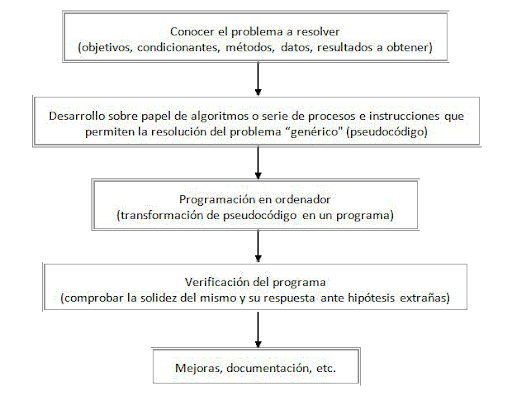 Conocer el problema a resolver
(objetivos, condicionantes, métodos, datos, resultados a obtener)
Desarrollo sobre papel de algoritmos o serie de procesos e instrucciones que
permiten la resolución del problema “genérico" (pseudocódigo)
Programación en ordenador
(transformación de pseudocódigo en un programa)
Verificación del programa
(comprobar la solidez del mismo y su respuesta ante hipótesis extrañas)
Mejoras, documentación, etc.